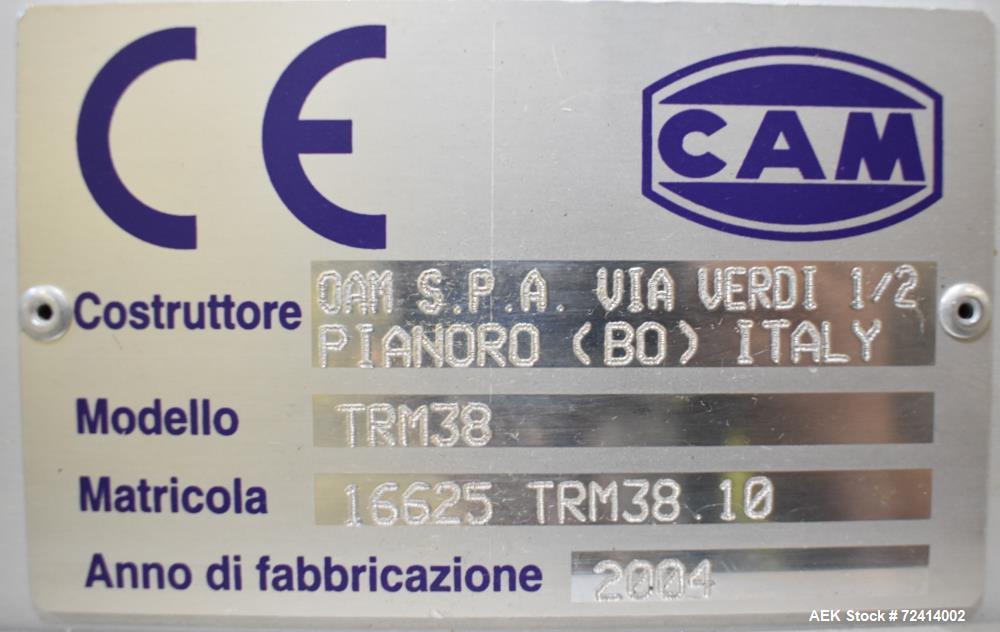 CE
CAM
Costruttore OAM S.P.A. VIA VERDI 1/2
PIANORO (BO) ITALY
Modello TRM38
Matricola 16625 TRM38.10
Anno di fabbricazione 2004
AEK Stock # 72414002